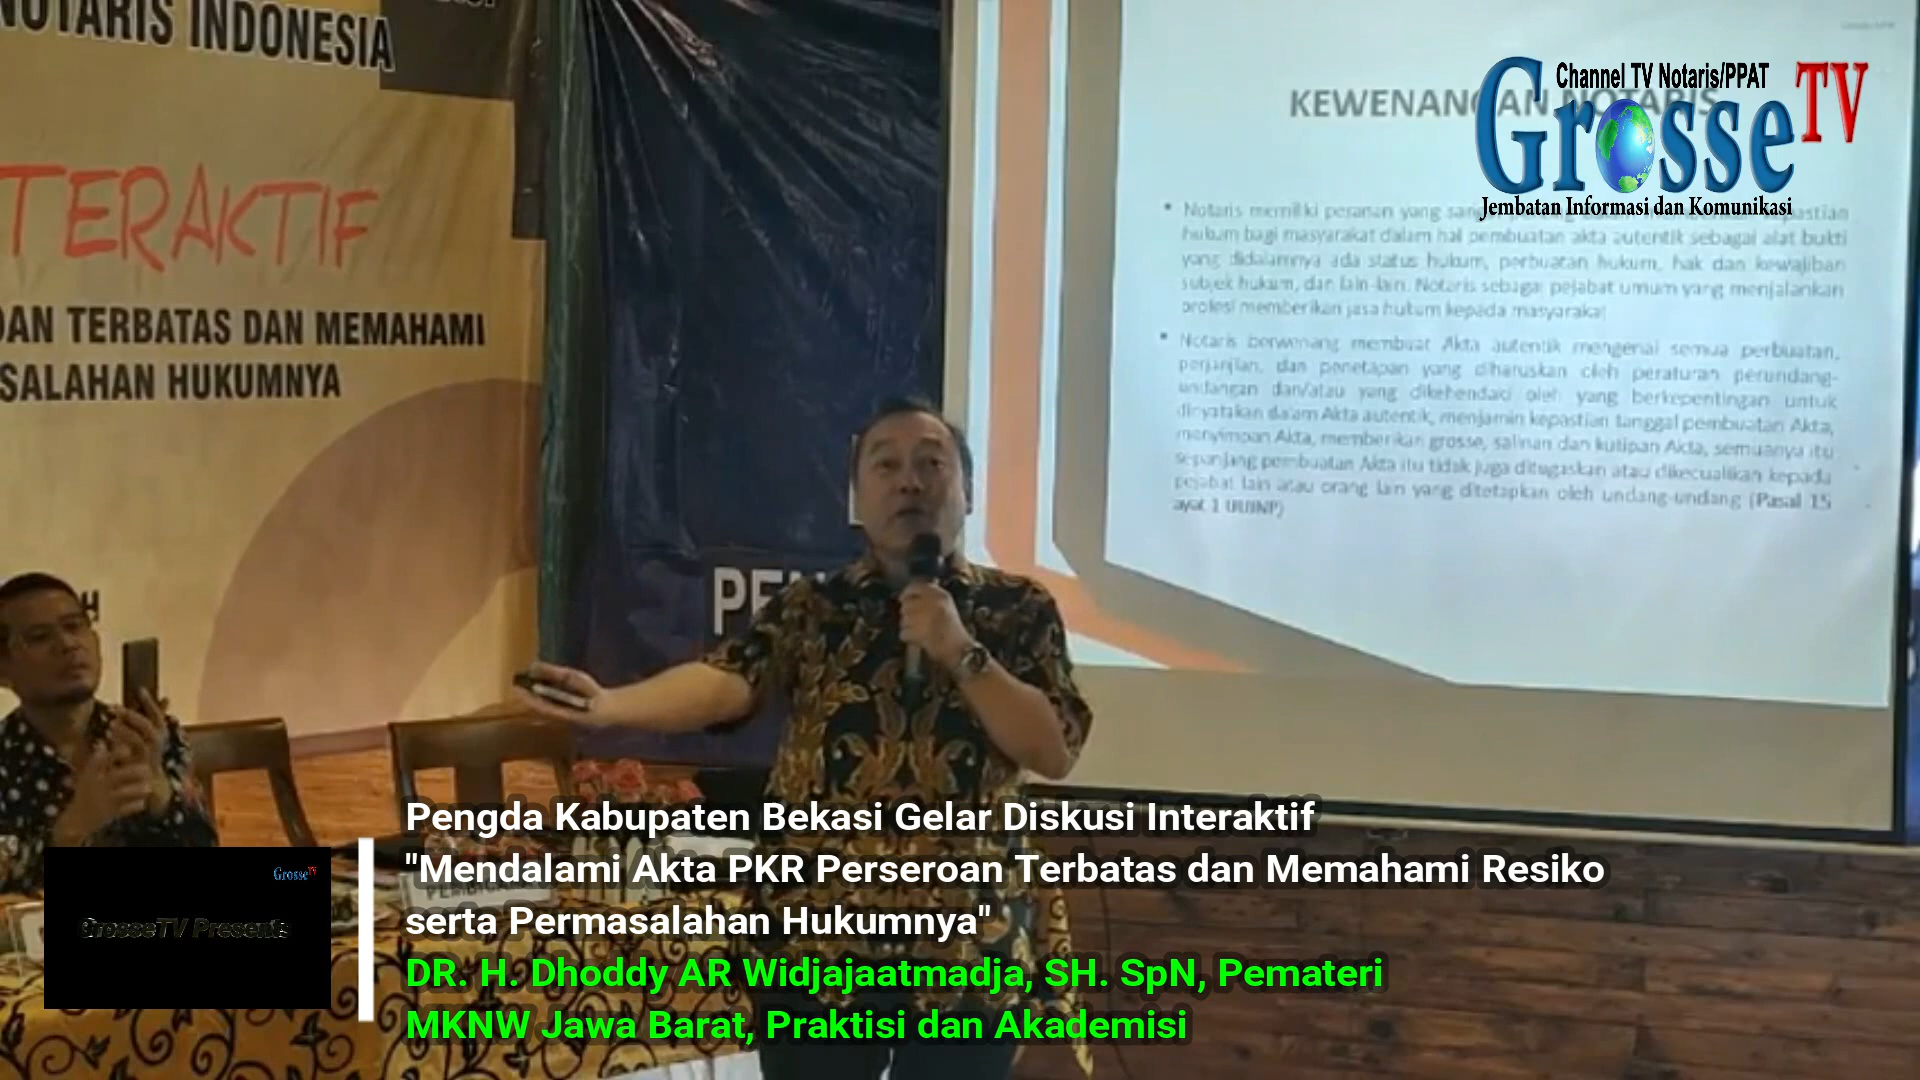 NOTARIS INDONESIA
TERAKTIF
DAN TERBATAS DAN MEMAHAMI
SALAHAN HUKUMNYA
H
PEN
KEWENANGAN NOTARIS
Channel TV Notaris/PPAT
Grosse TV
Jembatan Informasi dan Komunikasi
• Notaris memiliki peranan yang kepastian
hukum bagi masyarakat dalam hal pembuatan akta autentik sebagai alat bukti
yang didalamnya ada status hukum, perbuatan hukum, hak dan kewajiban
subjek hukum, dan lain-lain. Notaris sebagai pejabat umum yang menjalankan
profesi memberikan jasa hukum kepada masyarakat
• Notaris berwenang membuat Akta autentik mengenai semua perbuatan,
perjanjian, dan penetapan yang diharuskan oleh peraturan perundang-
undangan dan/atau yang dikehendaki oleh yang berkepentingan untuk
dinyatakan dalam Akta autentik, menjamin kepastian tanggal pembuatan Akta,
menyimpan Akta, memberikan grosse, salinan dan kutipan Akta, semuanya itu
sepanjang pembuatan Akta itu tidak juga ditugaskan atau dikecualikan kepada
pejabat lain atau orang lain yang ditetapkan oleh undang-undang (Pasal 15
ayat 1 UUJNP)
Pengda Kabupaten Bekasi Gelar Diskusi Interaktif
"Mendalami Akta PKR Perseroan Terbatas dan Memahami Resiko
serta Permasalahan Hukumnya"
DR. H. Dhoddy AR Widjajaatmadja, SH. SpN, Pemateri
MKNW Jawa Barat, Praktisi dan Akademisi
GrosseTV
GrosseTV Presents